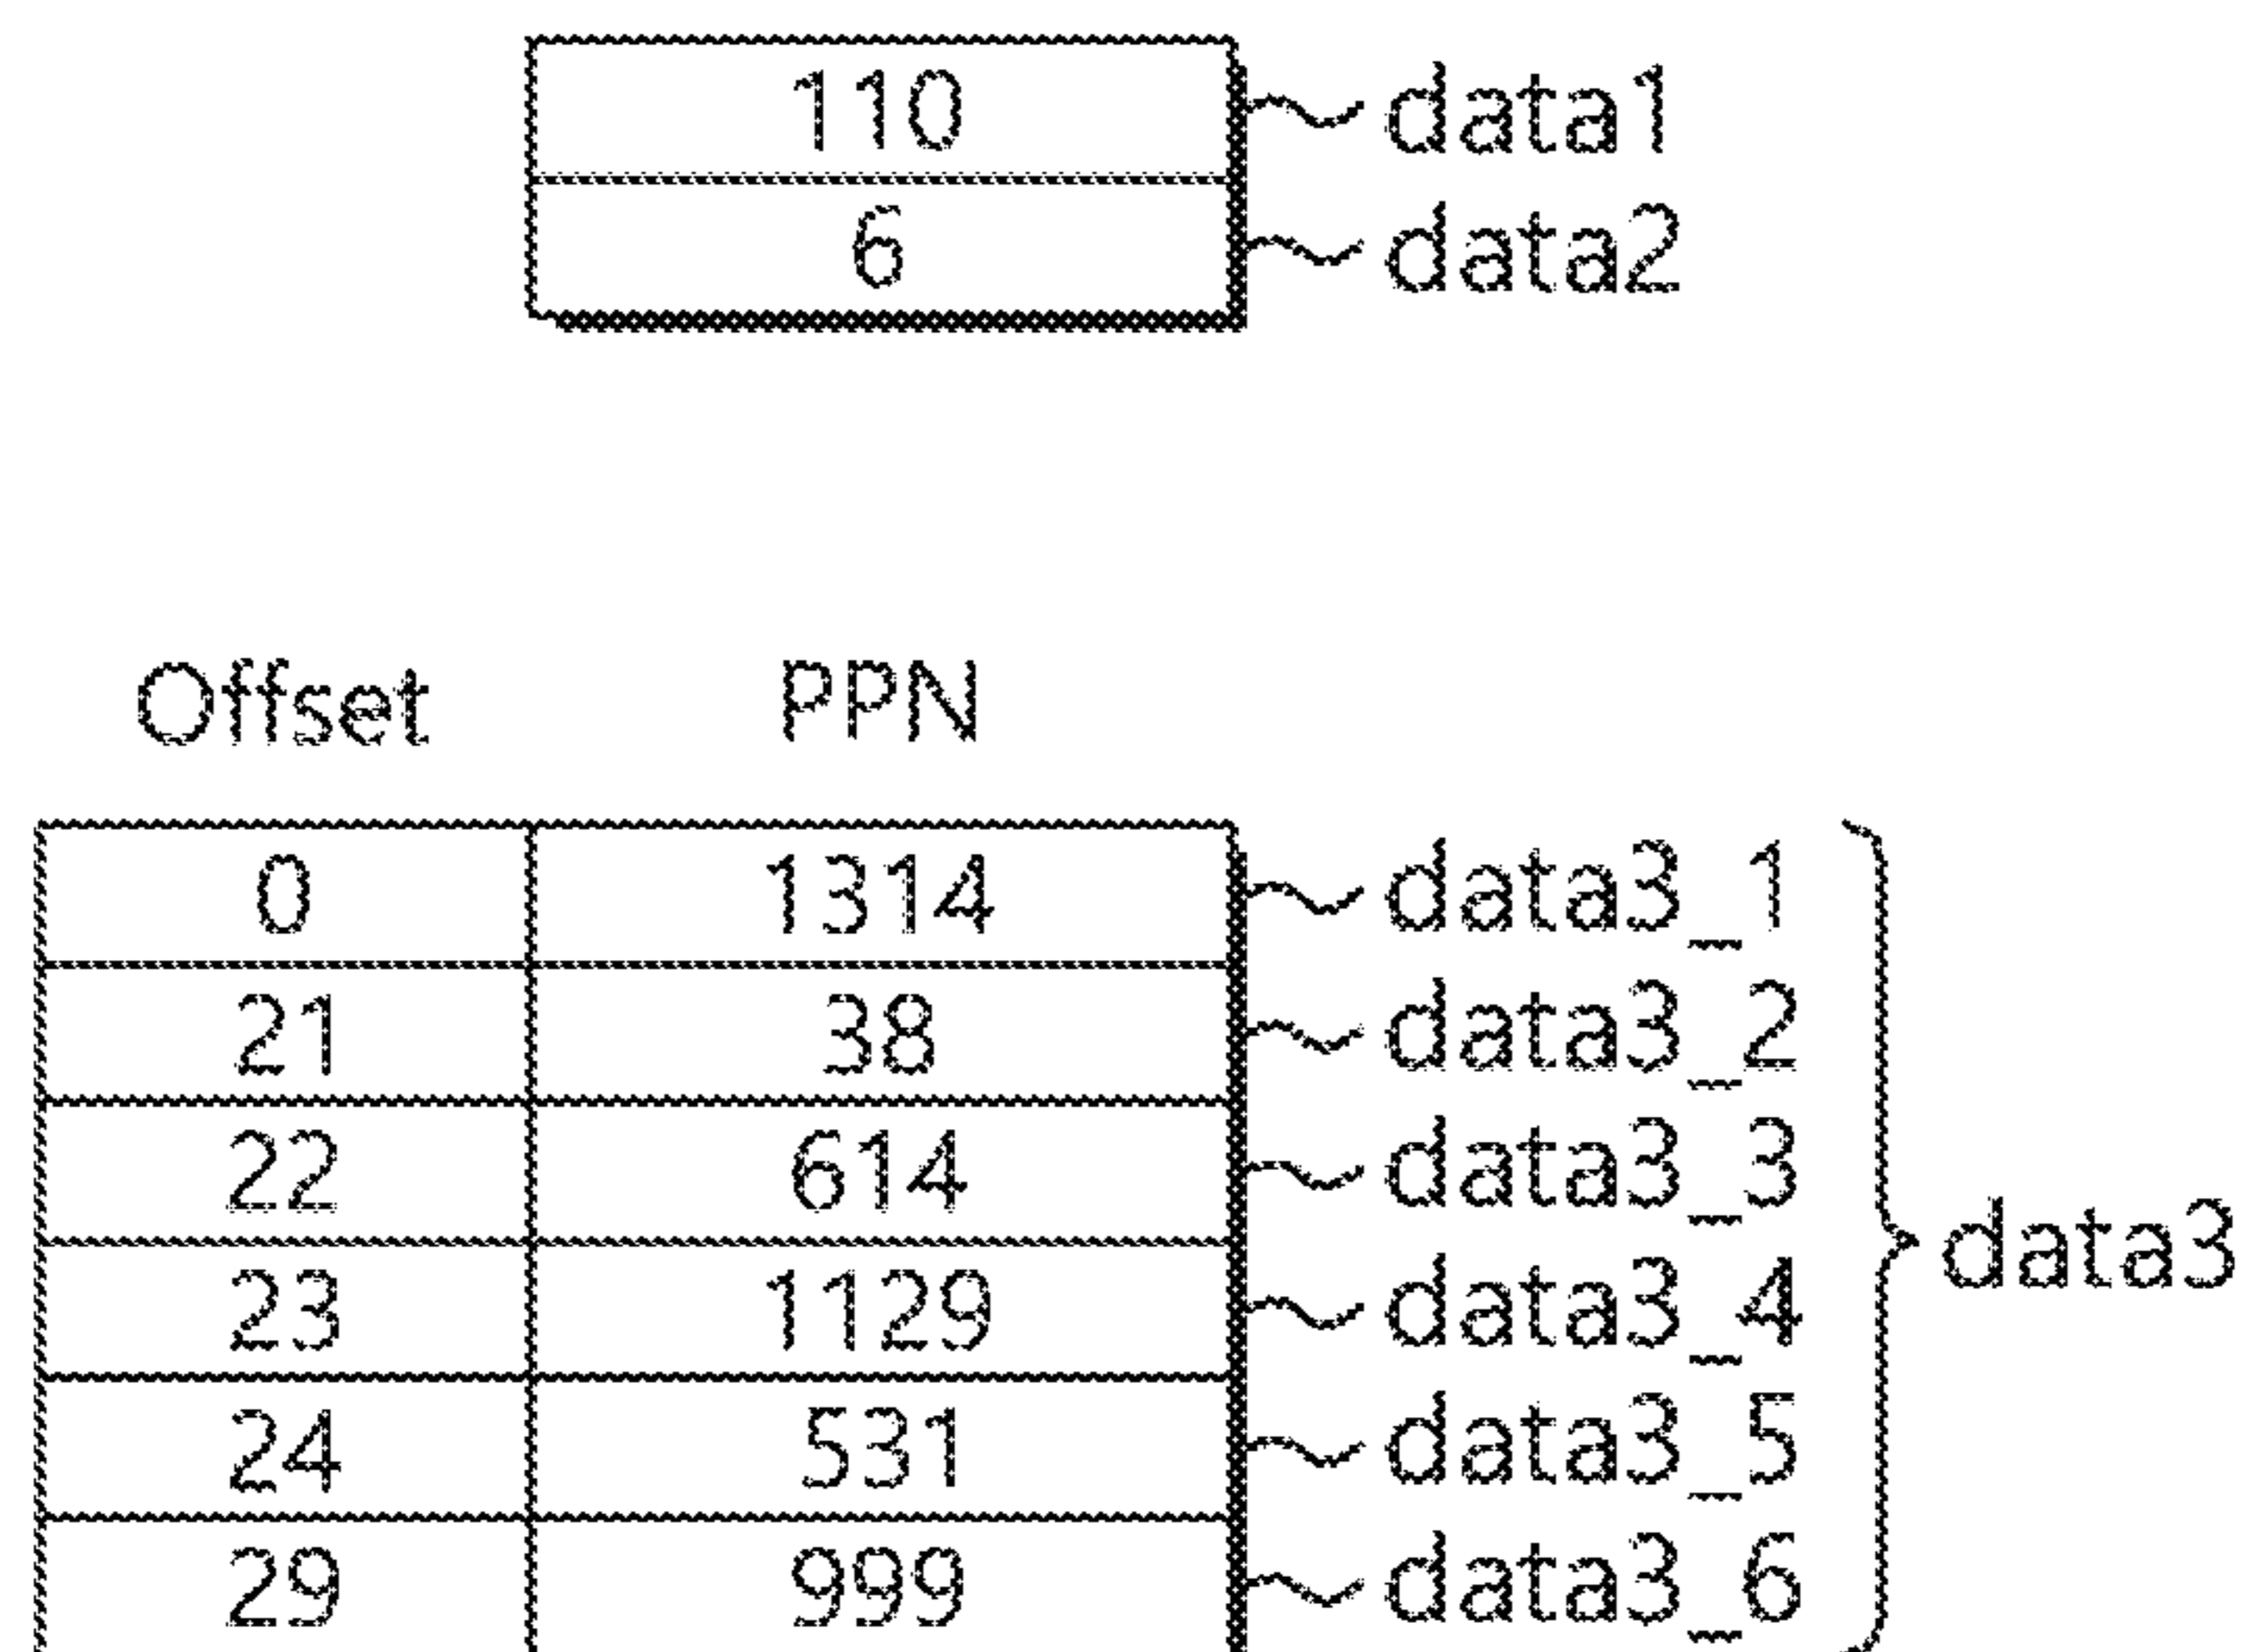 110 data1
6 data2
Offset PPN
0 1314 data3_1
21 38 data3_2
22 614 data3_3
data3
23 1129 data3_4
24 531 data3_5
29 999 data3_6